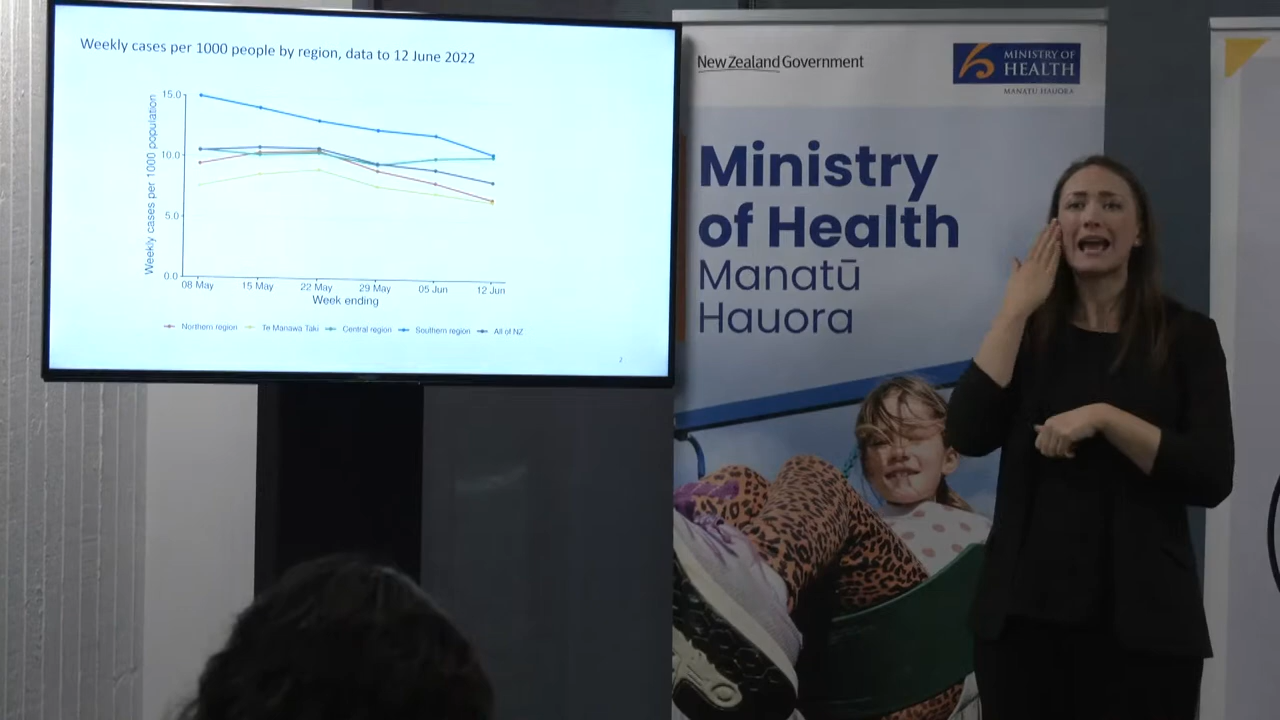 Weekly cases per 1000 people by region, data to 12 June 2022
Weekly cases per 1000 population
15.0
10.0
5.0
0.0
08 May 15 May 22 May 29 May 05 Jun 12 Jun
Week ending
Northern region Te Manawa Taki Central region Southern region All of NZ
2
New Zealand Government
MINISTRY OF
HEALTH
MANATŪ HAUORA
Ministry
of Health
Manatū
Hauora